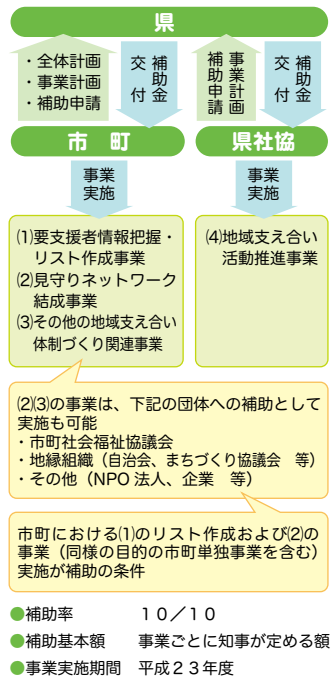 県
・全体計画
・事業計画
・補助申請
補助金
交付
事業計画
補助申請
補助金
交付
市　町
県社協
事業
実施
事業
実施
⑴要支援者情報把握・
リスト作成事業
⑵見守りネットワーク
結成事業
⑶その他の地域支え合い
体制づくり関連事業
⑷地域支え合い
活動推進事業
⑵⑶の事業は、下記の団体への補助として
実施も可能
・市町社会福祉協議会
・地縁組織（自治会、まちづくり協議会　等）
・その他（NPO 法人、企業　等）
市町における⑴のリスト作成および⑵の
事業（同様の目的の市町単独事業を含む）
実施が補助の条件
●補助率　１０／１０
●補助基本額　事業ごとに知事が定める額
●事業実施期間　平成２３年度